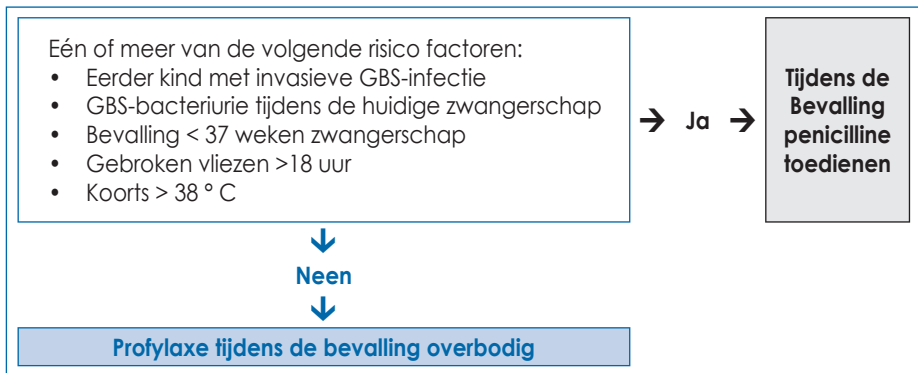 Eén of meer van de volgende risico factoren:
• Eerder kind met invasieve GBS-infectie
• GBS-bacteriurie tijdens de huidige zwangerschap
• Bevalling < 37 weken zwangerschap
• Gebroken vliezen >18 uur
• Koorts > 38 º C
→ Ja →
Tijdens de
Bevalling
penicilline
toedienen
↓
Neen
↓
Profylaxe tijdens de bevalling overbodig